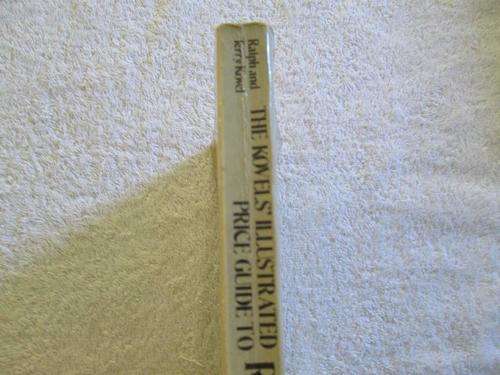 Ralph and
Terry Kovel
THE KOVELS' ILLUSTRATED
PRICE GUIDE TO